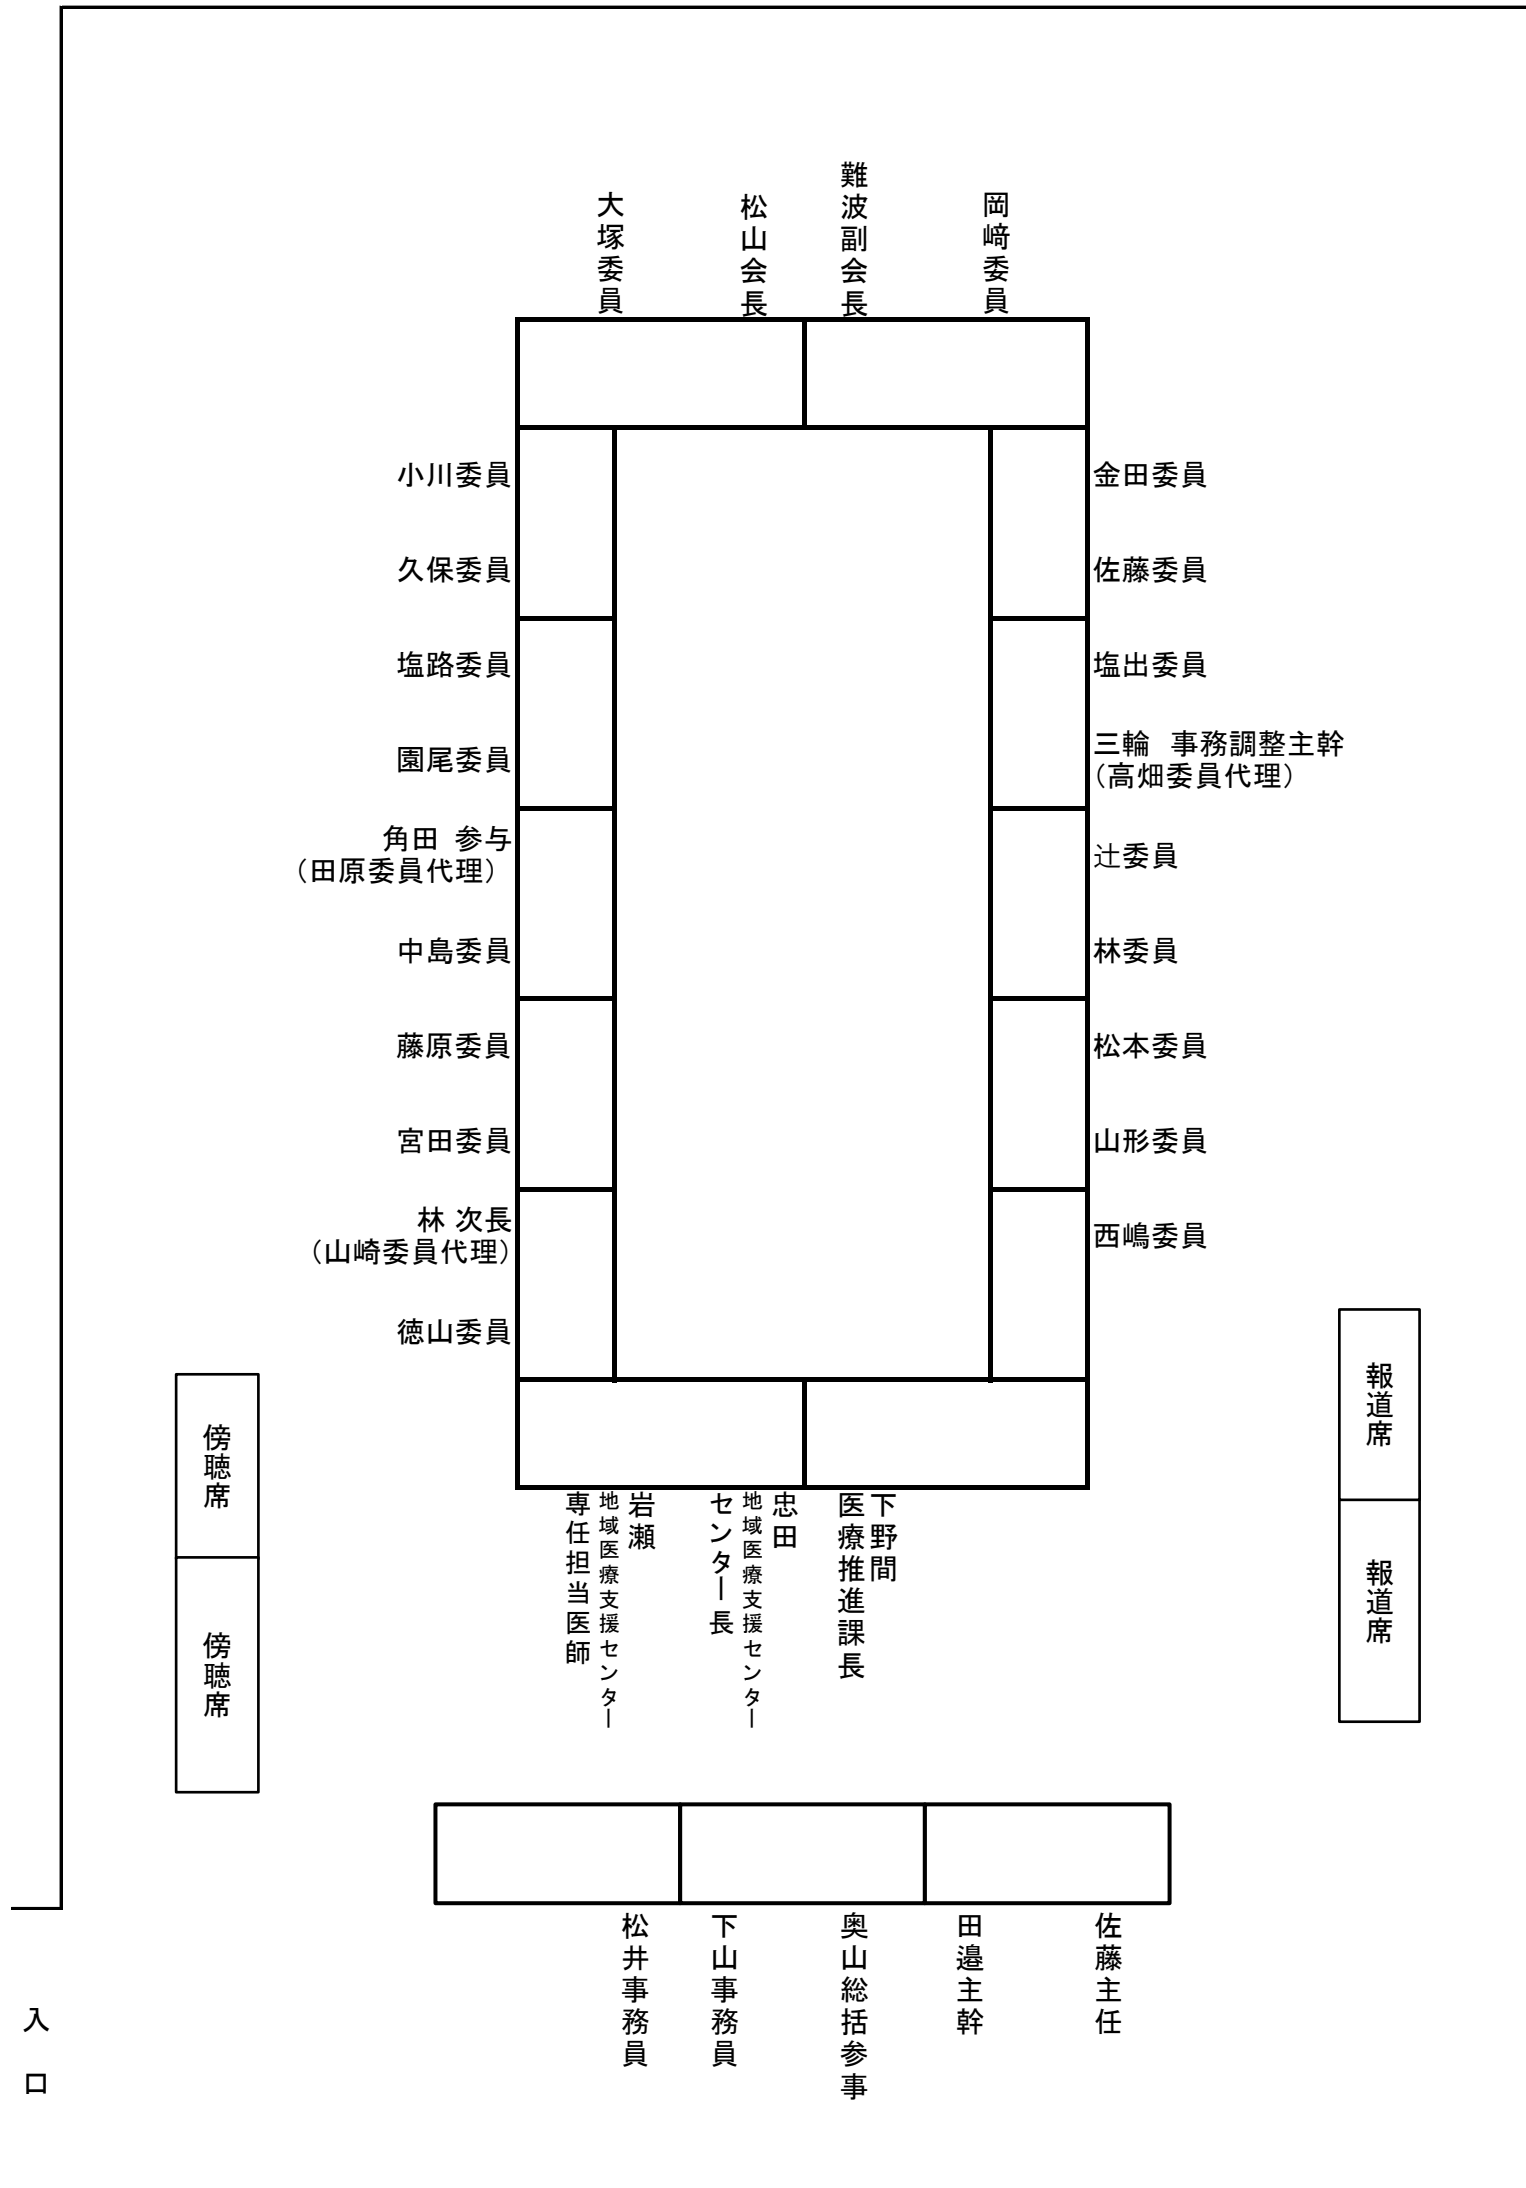 大塚委員
松山会長
難波副会長
岡﨑委員
小川委員
久保委員
塩路委員
園尾委員
角田 参与
（田原委員代理）
中島委員
藤原委員
宮田委員
林 次長
（山崎委員代理）
徳山委員
金田委員
佐藤委員
塩出委員
三輪 事務調整主幹
（高畑委員代理）
辻委員
林委員
松本委員
山形委員
西嶋委員
傍聴席
傍聴席
報道席
報道席
岩瀬
地域医療支援センター
専任担当医師
忠田
地域医療支援センター
センター長
下野間
医療推進課長
松井事務員
下山事務員
奥山総括参事
田邉主幹
佐藤主任
入口